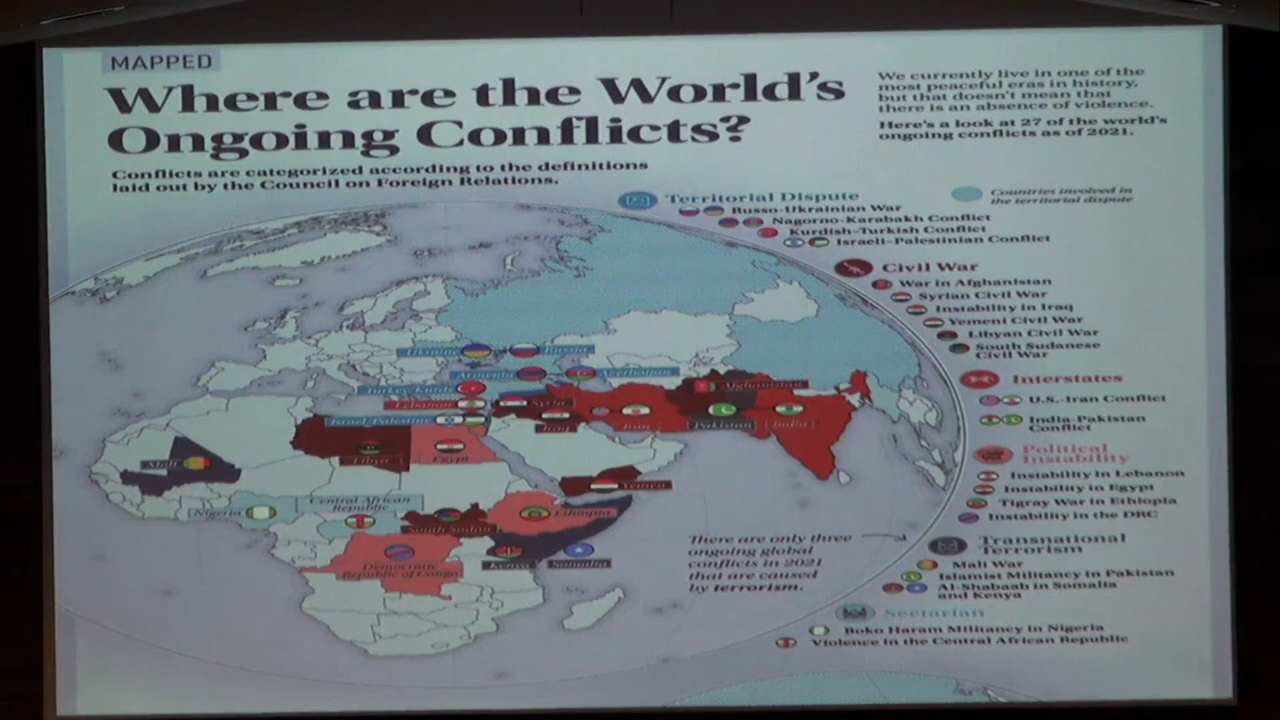 MAPPED
Where are the World's
Ongoing Conflicts?
Conflicts are categorized according to the definitions
laid out by the Council on Foreign Relations.
We currently live in one of the
most peaceful eras in history,
but that doesn't mean that
there is an absence of violence.
Here's a look at 27 of the world's
ongoing conflicts as of 2021.
Territorial Dispute
Countries involved in
the territorial dispute
Russo-Ukrainian War
Nagorno-Karabakh Conflict
Kurdish-Turkish Conflict
Israeli-Palestinian Conflict
Civil War
War in Afghanistan
Syrian Civil War
Instability in Iraq
Yemeni Civil War
Libyan Civil War
South Sudanese
Civil War
Interstates
U.S.-Iran Conflict
India-Pakistan
Conflict
Political
Instability
Instability in Lebanon
Instability in Egypt
Tigray War in Ethiopia
Instability in the DRC
Transnational
Terrorism
Mali War
Islamist Militancy in Pakistan
Al-Shabaab in Somalia
and Kenya
Sectarian
Boko Haram Militancy in Nigeria
Violence in the Central African Republic
There are only three
ongoing global
conflicts in 2021
that are caused
by terrorism.
Ukraine
Russia
Armenia
Azerbaijan
Turkey-Kurds
Afghanistan
Lebanon
Syria
Israel-Palestine
Iraq
Iran
Pakistan
India
Libya
Egypt
Mali
Yemen
Central African
Republic
Nigeria
Ethiopia
South Sudan
Democratic
Republic of Congo
Kenya
Somalia